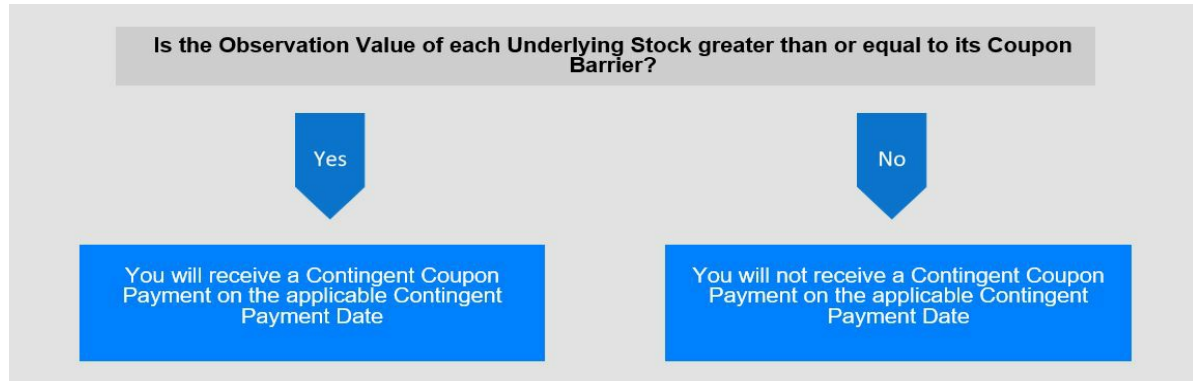 Is the Observation Value of each Underlying Stock greater than or equal to its Coupon
Barrier?
Yes
No
You will receive a Contingent Coupon
Payment on the applicable Contingent
Payment Date
You will not receive a Contingent Coupon
Payment on the applicable Contingent
Payment Date